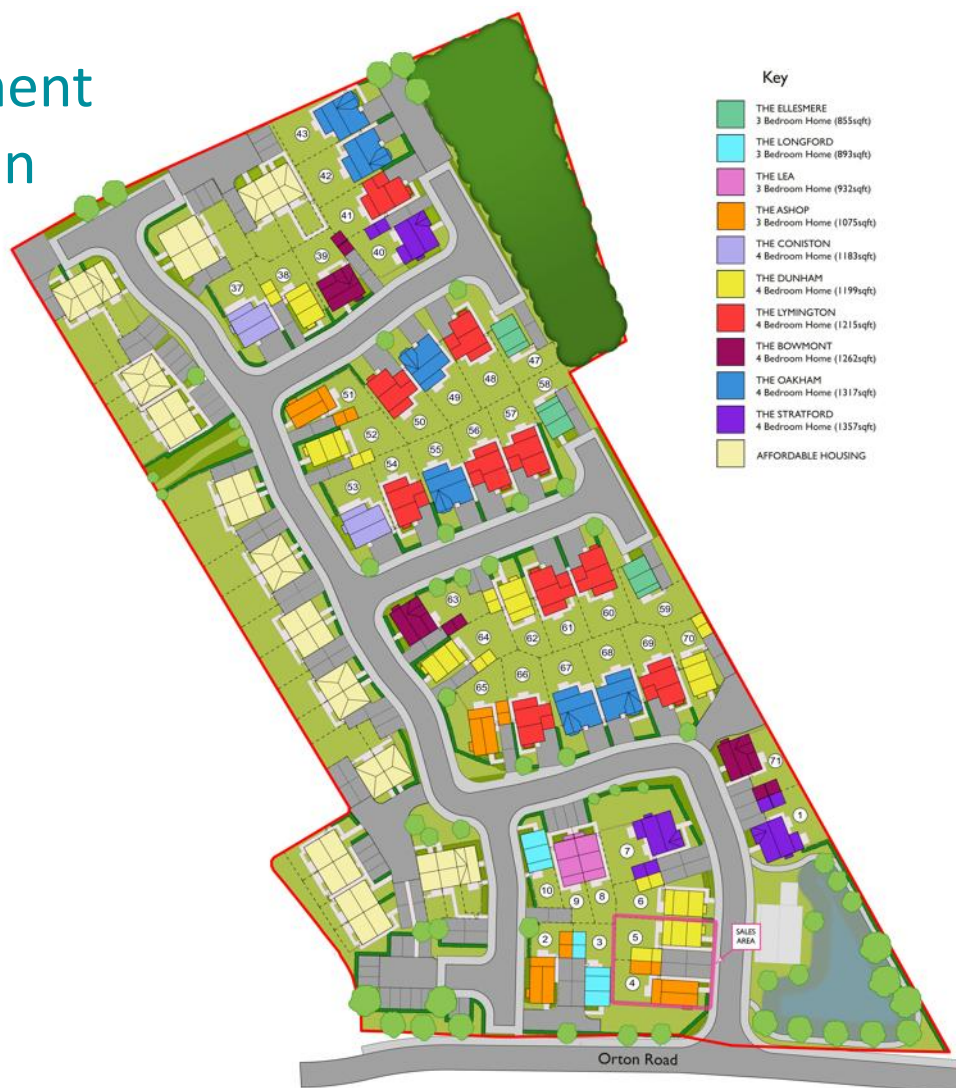 ment
n
Key
THE ELLESMERE
3 Bedroom Home (855sqft)
THE LONGFORD
3 Bedroom Home (893sqft)
THE LEA
3 Bedroom Home (932sqft)
THE ASHOP
3 Bedroom Home (1075sqft)
THE CONISTON
4 Bedroom Home (1183sqft)
THE DUNHAM
4 Bedroom Home (1199sqft)
THE LYMINGTON
4 Bedroom Home (1215sqft)
THE BOWMONT
4 Bedroom Home (1262sqft)
THE OAKHAM
4 Bedroom Home (1317sqft)
THE STRATFORD
4 Bedroom Home (1357sqft)
AFFORDABLE HOUSING
43
42
41
40
39
38
37
47
58
48
49
50
51
52
57
56
55
54
53
63
64
62
61
60
59
70
69
68
67
66
65
71
1
7
10
9
8
6
2
3
5
4
SALES
AREA
Orton Road